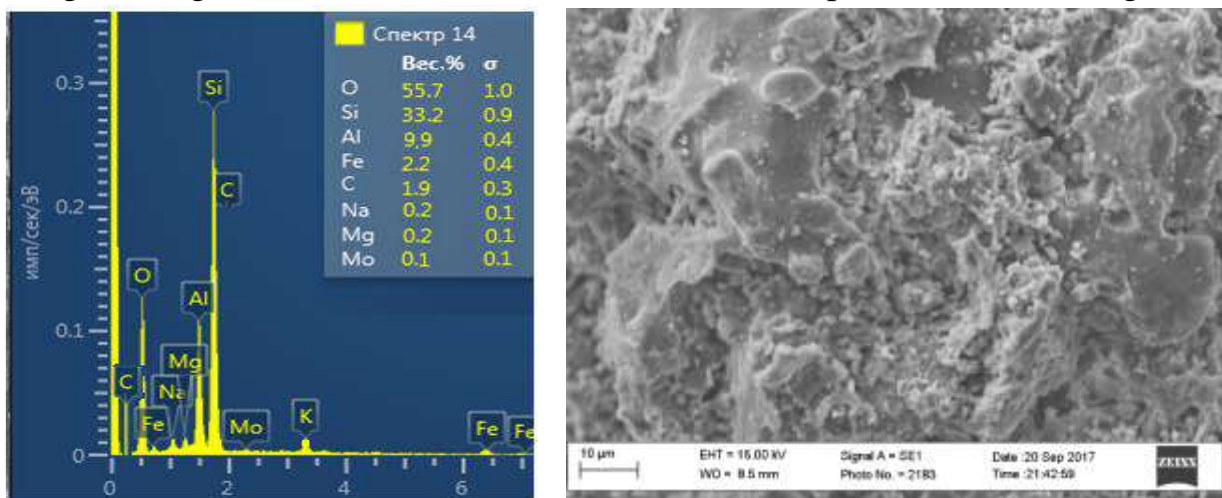 Спектр 14
Вес.% σ
O 55.7 1.0
Si 33.2 0.9
Al 9.9 0.4
Fe 2.2 0.4
C 1.9 0.3
Na 0.2 0.1
Mg 0.2 0.1
Mo 0.1 0.1
имп/сек/эВ
0.3
0.2
0.1
0
Si
C
O
Al
Mg
C
Na
Fe
Mo
K
Fe
Fe
0 2 4 6
10 µm
EHT = 15.00 kV
WD = 8.5 mm
Signal A = SE1
Photo No. = 2183
Date :20 Sep 2017
Time :21:42:59
ZEISS